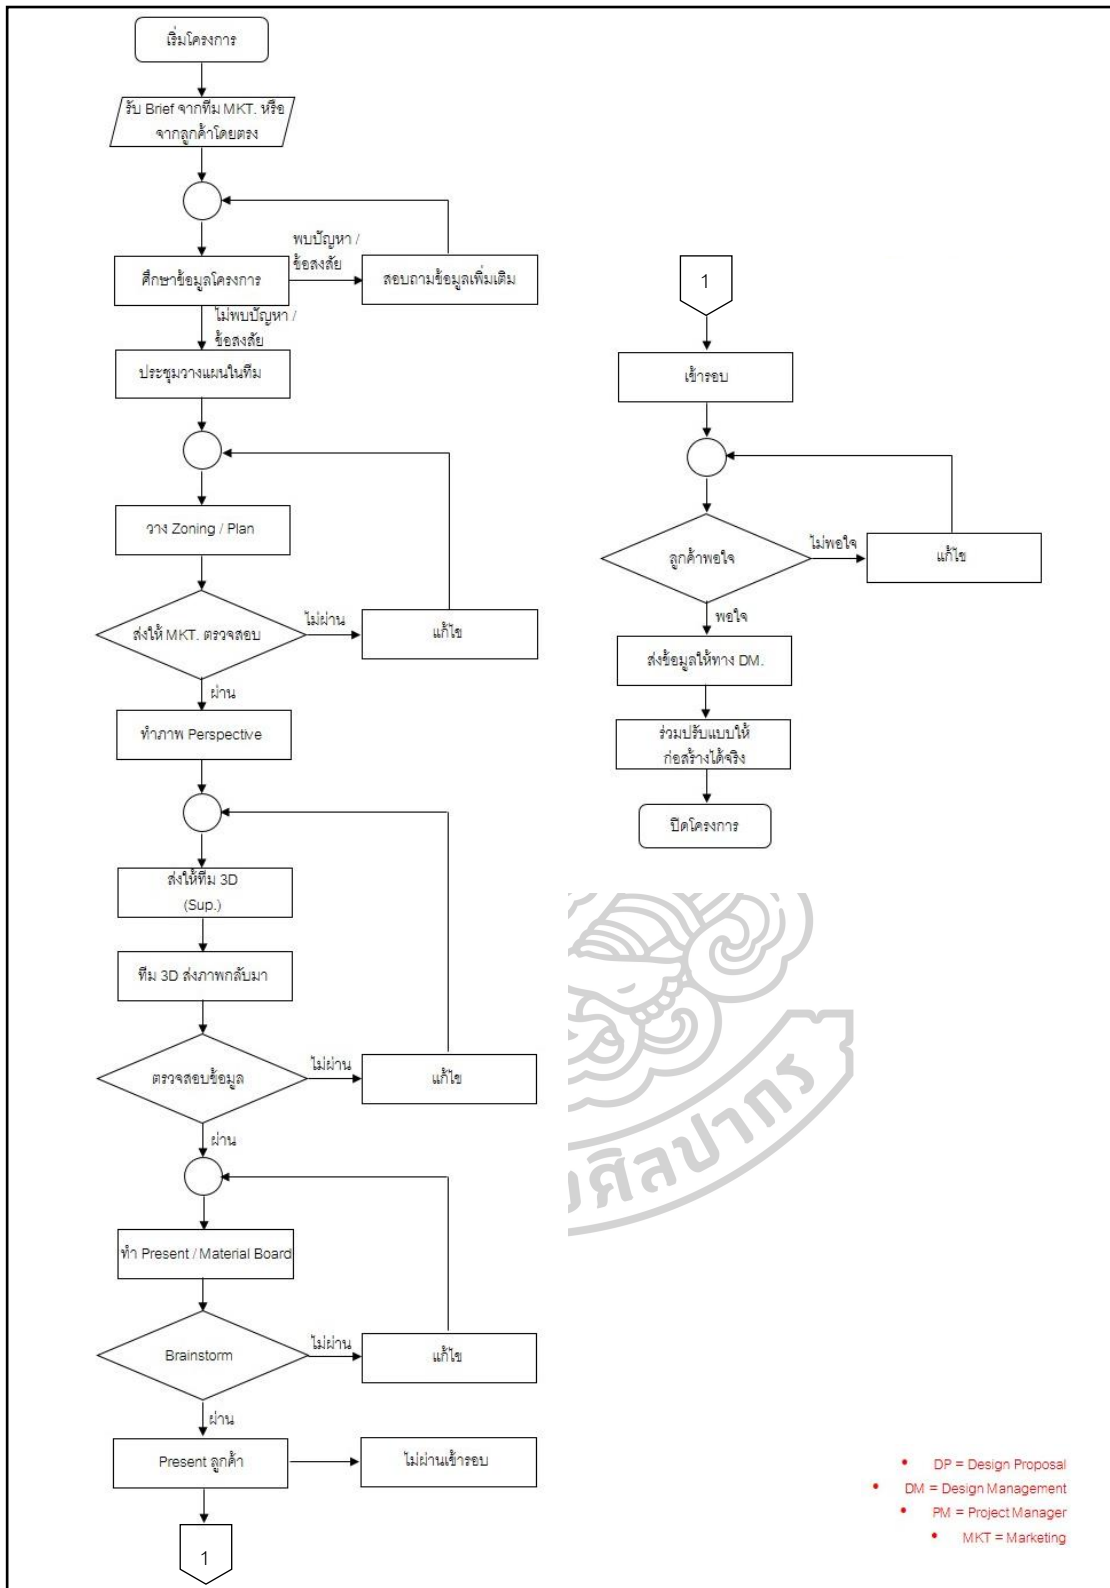 เริ่มโครงการ
รับ Brief จากทีม MKT. หรือ
จากลูกค้าโดยตรง
พบปัญหา /
ข้อสงสัย
ศึกษาข้อมูลโครงการ
สอบถามข้อมูลเพิ่มเติม
ไม่พบปัญหา /
ข้อสงสัย
ประชุมวางแผนในทีม
วาง Zoning / Plan
ส่งให้ MKT. ตรวจสอบ
ไม่ผ่าน
แก้ไข
ผ่าน
ทำภาพ Perspective
ส่งให้ทีม 3D
(Sup.)
ทีม 3D ส่งภาพกลับมา
ตรวจสอบข้อมูล
ไม่ผ่าน
แก้ไข
ผ่าน
ทำ Present / Material Board
Brainstorm
ไม่ผ่าน
แก้ไข
ผ่าน
Present ลูกค้า
ไม่ผ่านเข้ารอบ
1
1
เข้ารอบ
ลูกค้าพอใจ
ไม่พอใจ
แก้ไข
พอใจ
ส่งข้อมูลให้ทาง DM.
ร่วมปรับแบบให้
ก่อสร้างได้จริง
ปิดโครงการ
ศิลปากร
• DP = Design Proposal
• DM = Design Management
• PM = Project Manager
• MKT = Marketing